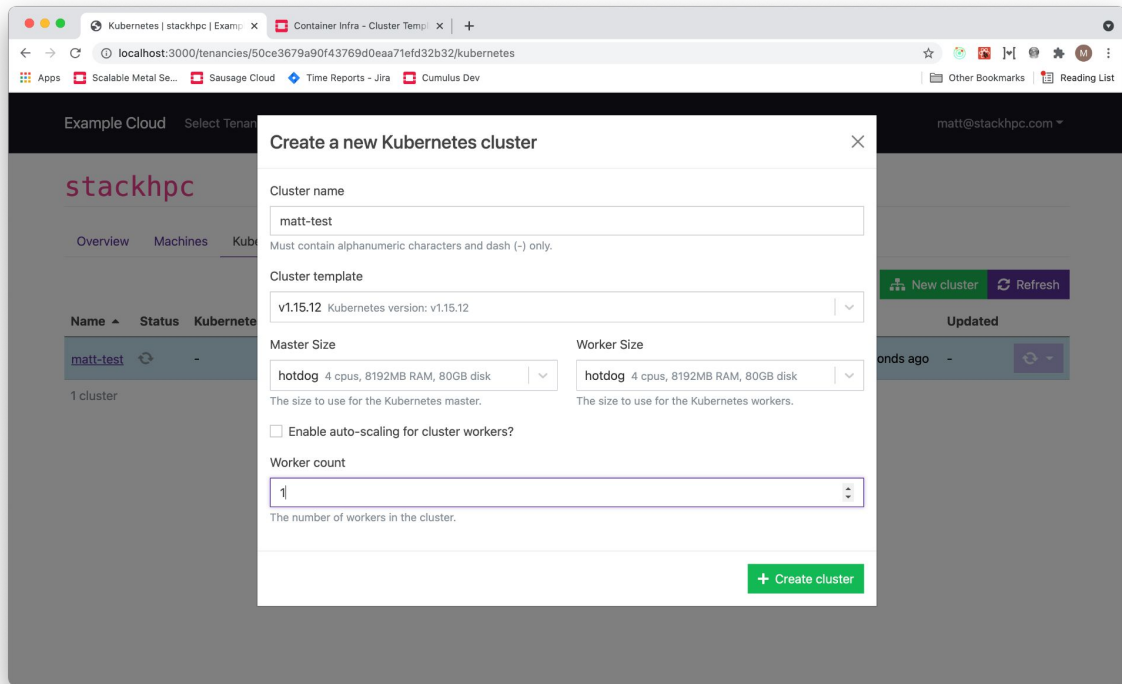 Kubernetes | stackhpc | Examp
Container Infra - Cluster Templ
localhost:3000/tenancies/50ce3679a90f43769d0eaa71efd32b32/kubernetes
M
Apps Scalable Metal Se... Sausage Cloud Time Reports - Jira Cumulus Dev Other Bookmarks Reading List
Example Cloud Select Tenan matt@stackhpc.com
stackhpc
Overview Machines Kube
New cluster Refresh
Name Status Kubernete Updated
matt-test - onds ago -
1 cluster
Create a new Kubernetes cluster
Cluster name
matt-test
Must contain alphanumeric characters and dash (-) only.
Cluster template
v1.15.12 Kubernetes version: v1.15.12
Master Size Worker Size
hotdog 4 cpus, 8192MB RAM, 80GB disk hotdog 4 cpus, 8192MB RAM, 80GB disk
The size to use for the Kubernetes master. The size to use for the Kubernetes workers.
Enable auto-scaling for cluster workers?
Worker count
1
The number of workers in the cluster.
+ Create cluster